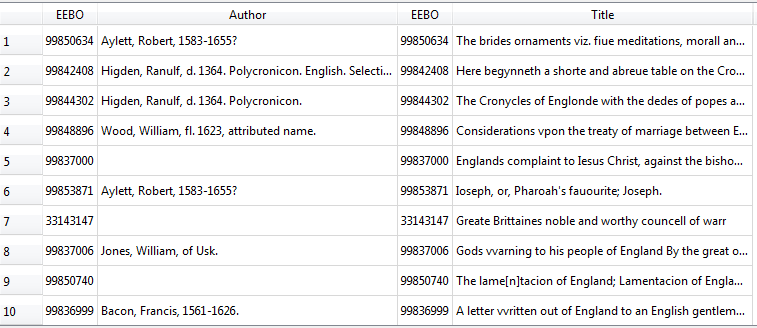 EEBO Author EEBO Title
1 99850634 Aylett, Robert, 1583-1655? 99850634 The brides ornaments viz. fiue meditations, morall an...
2 99842408 Higden, Ranulf, d. 1364. Polycronicon. English. Selecti... 99842408 Here begynneth a shorte and abreue table on the Cro...
3 99844302 Higden, Ranulf, d. 1364. Polycronicon. 99844302 The Cronycles of Englonde with the dedes of popes a...
4 99848896 Wood, William, fl. 1623, attributed name. 99848896 Considerations vpon the treaty of marriage between E...
5 99837000 99837000 Englands complaint to Iesus Christ, against the bisho...
6 99853871 Aylett, Robert, 1583-1655? 99853871 Ioseph, or, Pharoah's fauourite; Joseph.
7 33143147 33143147 Greate Brittaines noble and worthy councell of warr
8 99837006 Jones, William, of Usk. 99837006 Gods vvarning to his people of England By the great o...
9 99850740 99850740 The lame[n]tacion of England; Lamentacion of Engla...
10 99836999 Bacon, Francis, 1561-1626. 99836999 A letter vvritten out of England to an English gentlem...